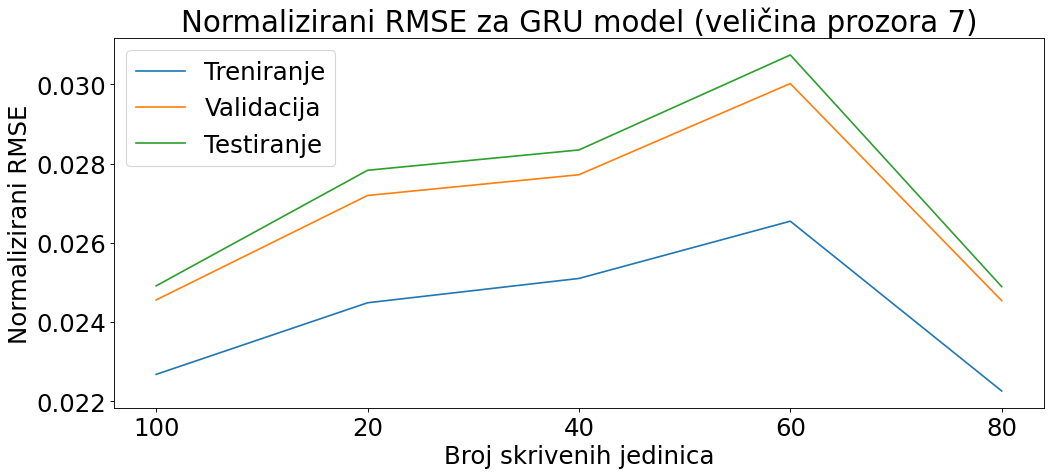 Normalizirani RMSE za GRU model (veličina prozora 7)
Treniranje
Validacija
Testiranje
Normalizirani RMSE
0.030
0.028
0.026
0.024
0.022
100 20 40 60 80
Broj skrivenih jedinica